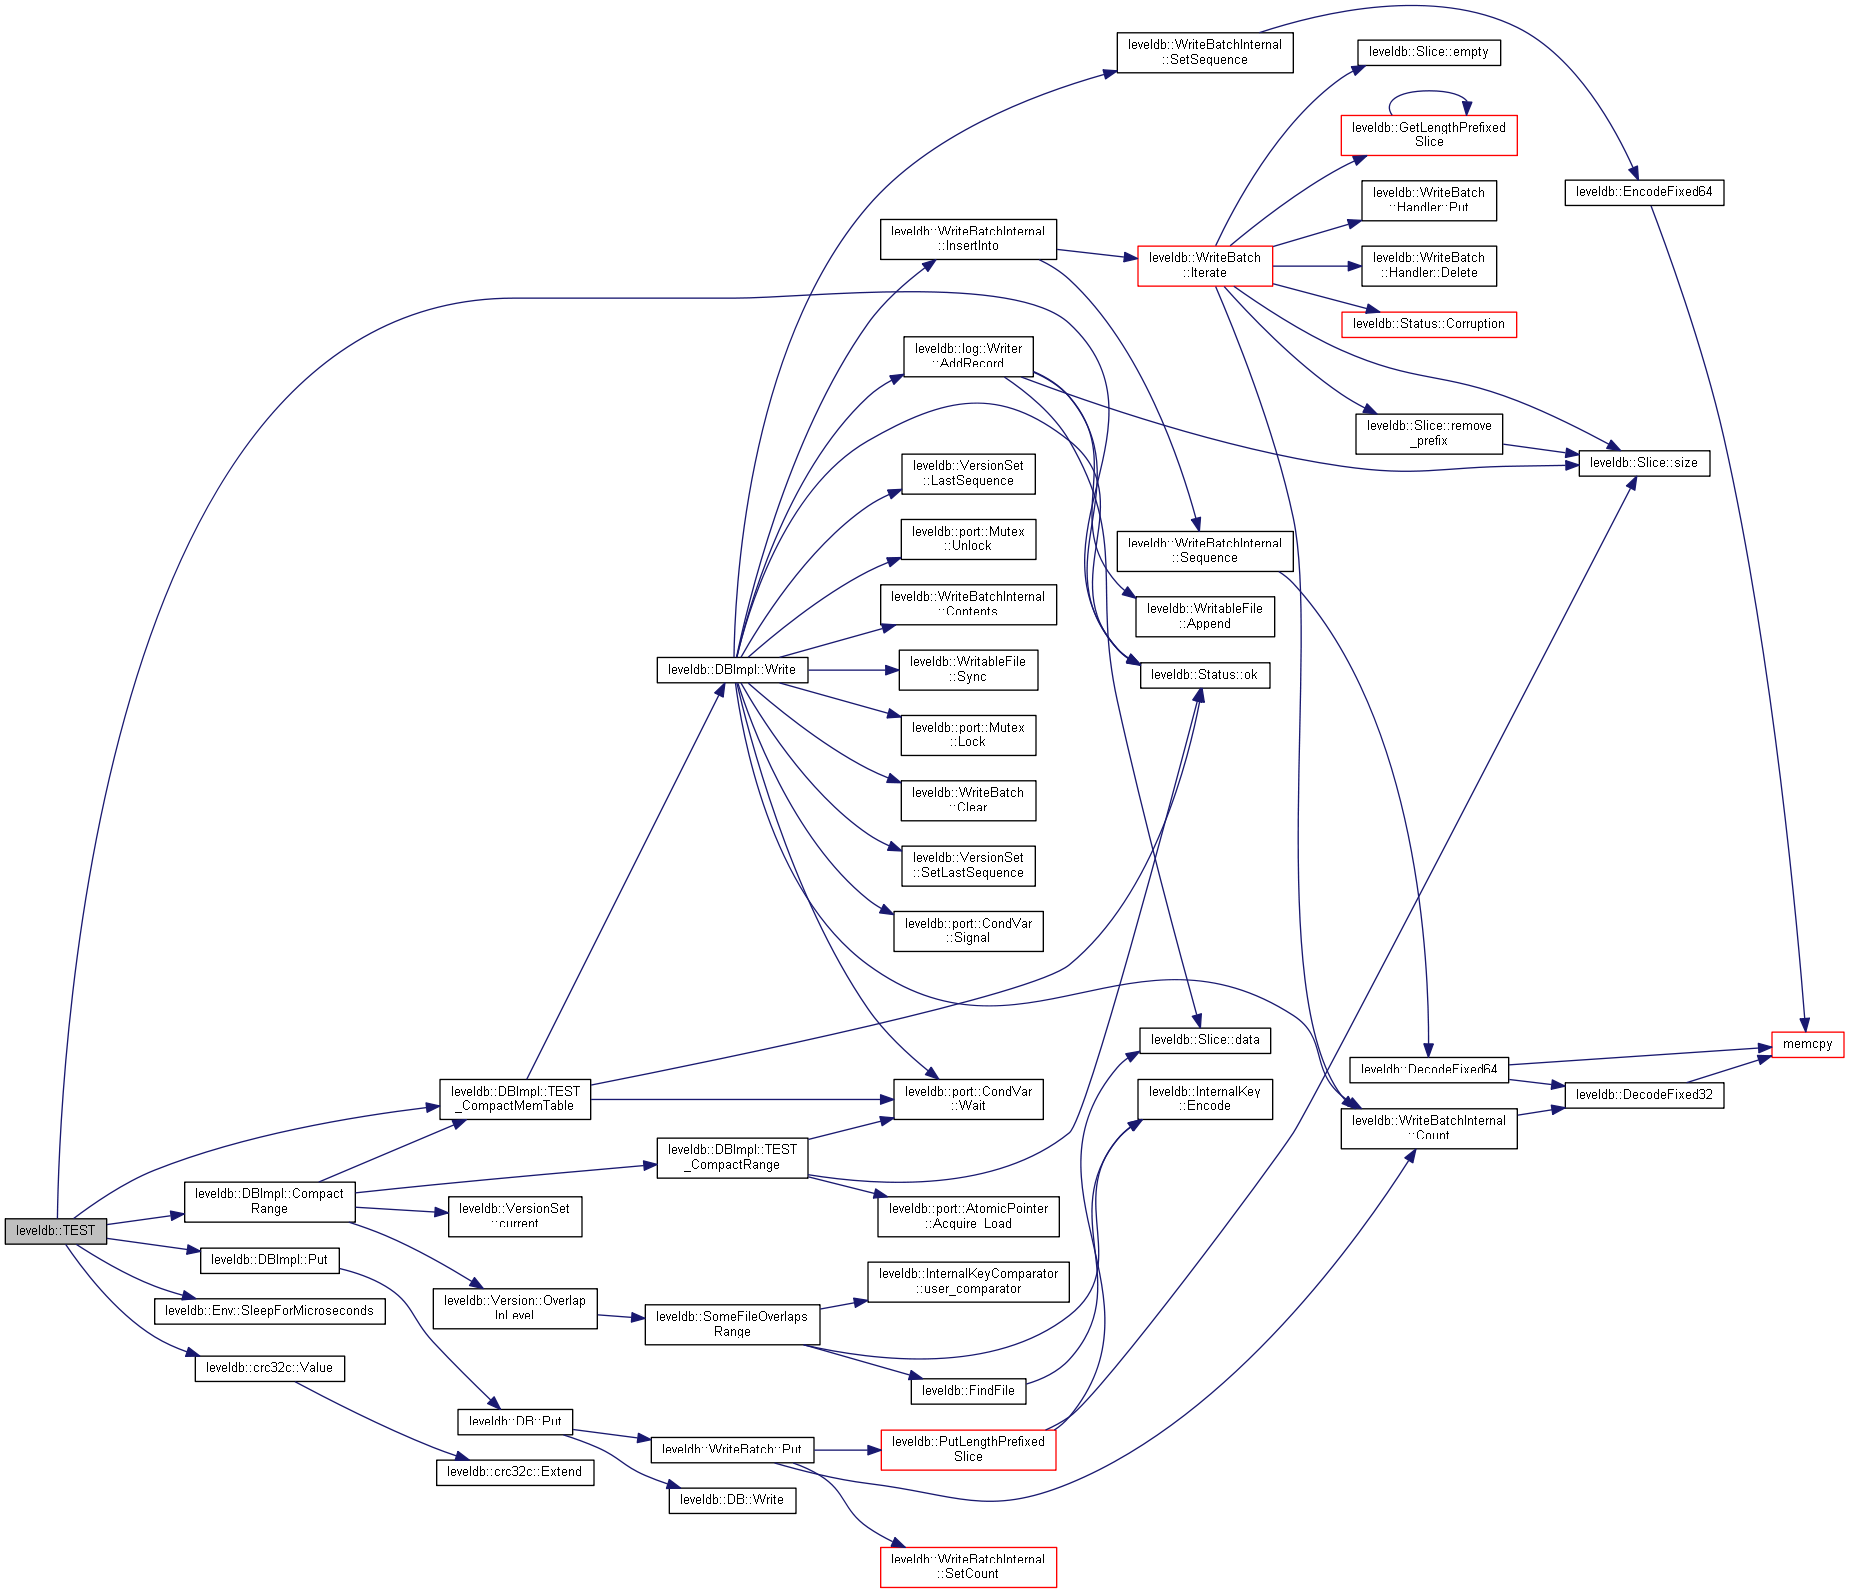 leveldb::WriteBatchInternal
::SetSequence
leveldb::Slice::empty
leveldb::GetLengthPrefixed
Slice
leveldb::WriteBatch
::Handler::Put
leveldb::EncodeFixed64
leveldb::WriteBatchInternal
::InsertInto
leveldb::WriteBatch
::Iterate
leveldb::WriteBatch
::Handler::Delete
leveldb::Status::Corruption
leveldb::log::Writer
::AddRecord
leveldb::Slice::remove
_prefix
leveldb::Slice::size
leveldb::VersionSet
::LastSequence
leveldb::port::Mutex
::Unlock
leveldb::WriteBatchInternal
::Sequence
leveldb::WriteBatchInternal
::Contents
leveldb::WritableFile
::Append
leveldb::DBImpl::Write
leveldb::WritableFile
::Sync
leveldb::Status::ok
leveldb::port::Mutex
::Lock
leveldb::WriteBatch
::Clear
leveldb::VersionSet
::SetLastSequence
leveldb::port::CondVar
::Signal
leveldb::Slice::data
memcpy
leveldb::DecodeFixed64
leveldb::DBImpl::TEST
_CompactMemTable
leveldb::port::CondVar
::Wait
leveldb::InternalKey
::Encode
leveldb::DecodeFixed32
leveldb::WriteBatchInternal
::Count
leveldb::DBImpl::TEST
_CompactRange
leveldb::DBImpl::Compact
Range
leveldb::VersionSet
::current
leveldb::port::AtomicPointer
::Acquire_Load
leveldb::TEST
leveldb::DBImpl::Put
leveldb::Env::SleepForMicroseconds
leveldb::Version::Overlap
InLevel
leveldb::InternalKeyComparator
::user_comparator
leveldb::SomeFileOverlaps
Range
leveldb::crc32c::Value
leveldb::FindFile
leveldb::DB::Put
leveldb::WriteBatch::Put
leveldb::PutLengthPrefixed
Slice
leveldb::crc32c::Extend
leveldb::DB::Write
leveldb::WriteBatchInternal
::SetCount